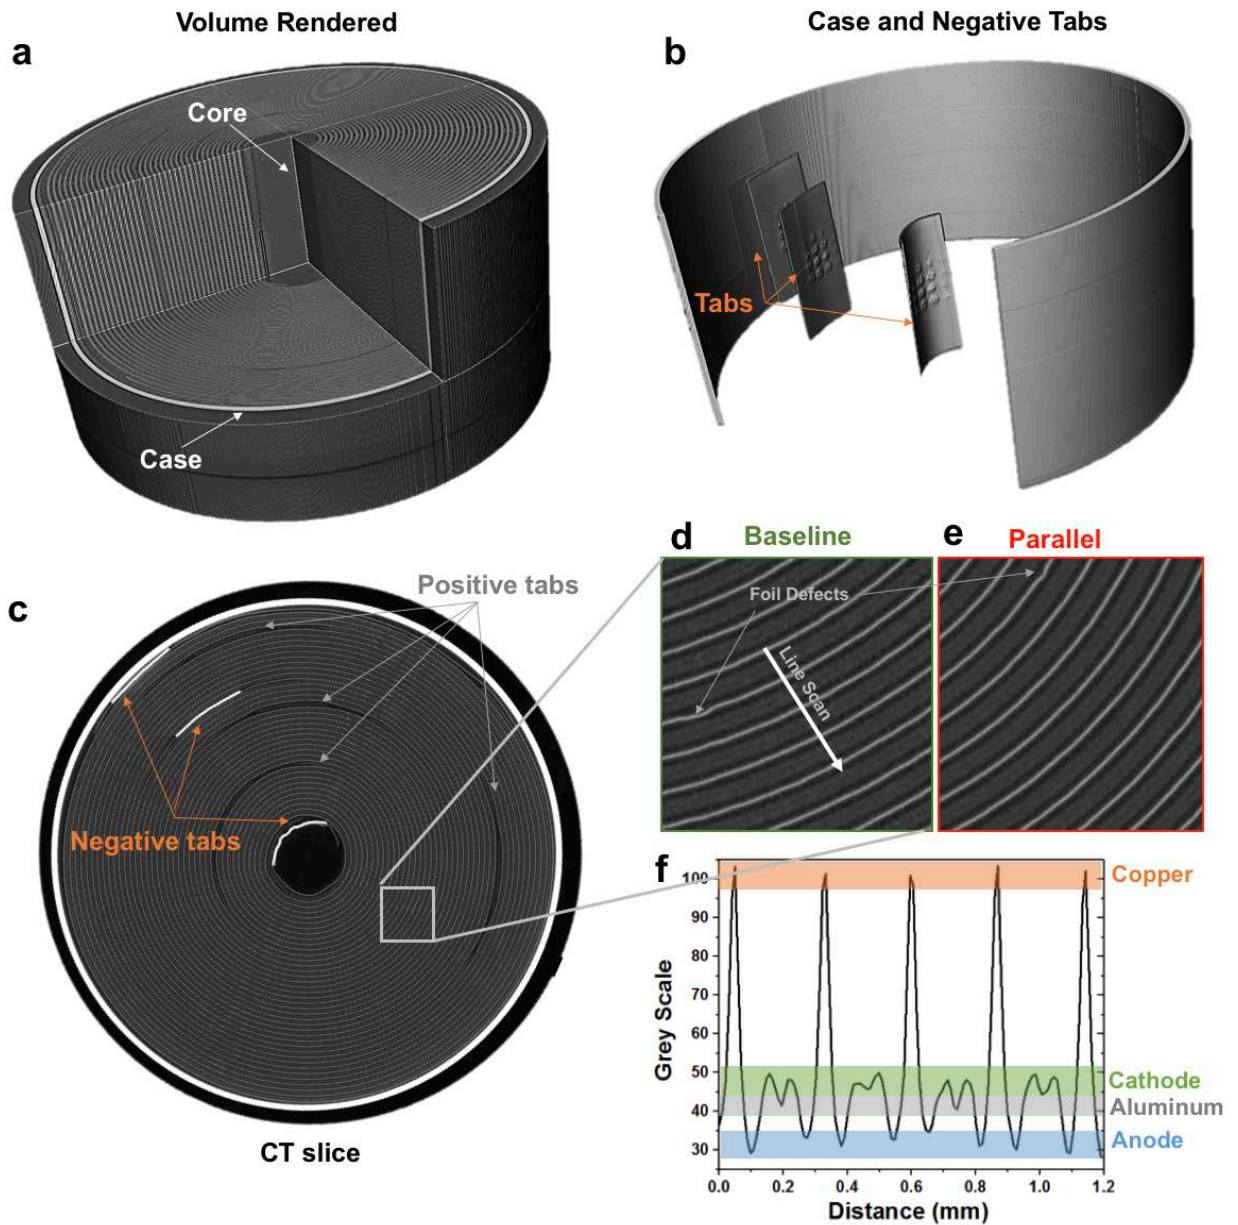 Volume Rendered
Case and Negative Tabs
a
b
Core
Case
Tabs
c
Positive tabs
Negative tabs
CT slice
d
Baseline
e
Parallel
Foil Defects
Line Scan
f
Copper
Cathode
Aluminum
Anode
100
90
80
70
60
50
40
30
Grey Scale
0.0 0.2 0.4 0.6 0.8 1.0 1.2
Distance (mm)